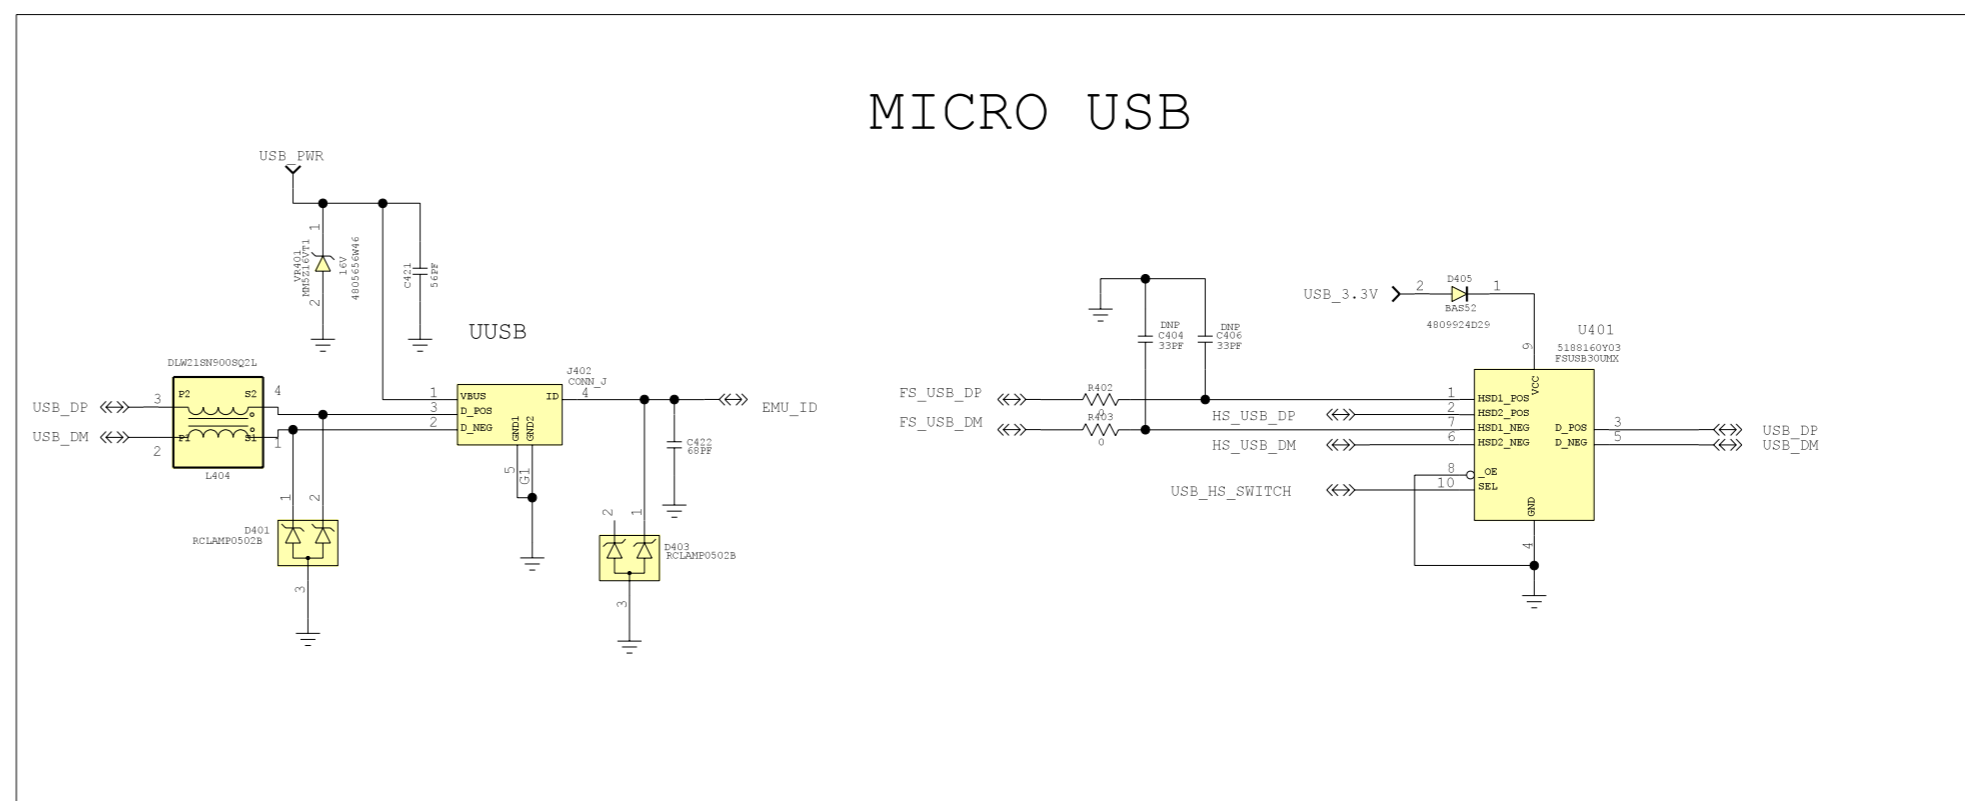 MICRO USB
USB_PWR
1
VR401
MM5Z16VT1
16V
4805656W46
2
C421
56PF
UUSB
DLW21SN900SQ2L
P2
S2
P1
S1
3
4
2
1
L404
USB_DP
USB_DM
1
2
D401
RCLAMP0502B
3
J402
CONN_J
1
3
2
VBUS
D_POS
D_NEG
ID
4
GND1
GND2
5
G1
EMU_ID
C422
68PF
2
1
D403
RCLAMP0502B
3
DNP
C404
33PF
DNP
C406
33PF
FS_USB_DP
R402
0
FS_USB_DM
R403
0
HS_USB_DP
HS_USB_DM
USB_HS_SWITCH
USB_3.3V
2
D405
1
BAS52
4809924D29
U401
5188160Y03
FSUSB30UMX
9
VCC
1
HSD1_POS
2
HSD2_POS
7
HSD1_NEG
6
HSD2_NEG
8
_OE
10
SEL
D_POS
3
USB_DP
D_NEG
5
USB_DM
GND
4